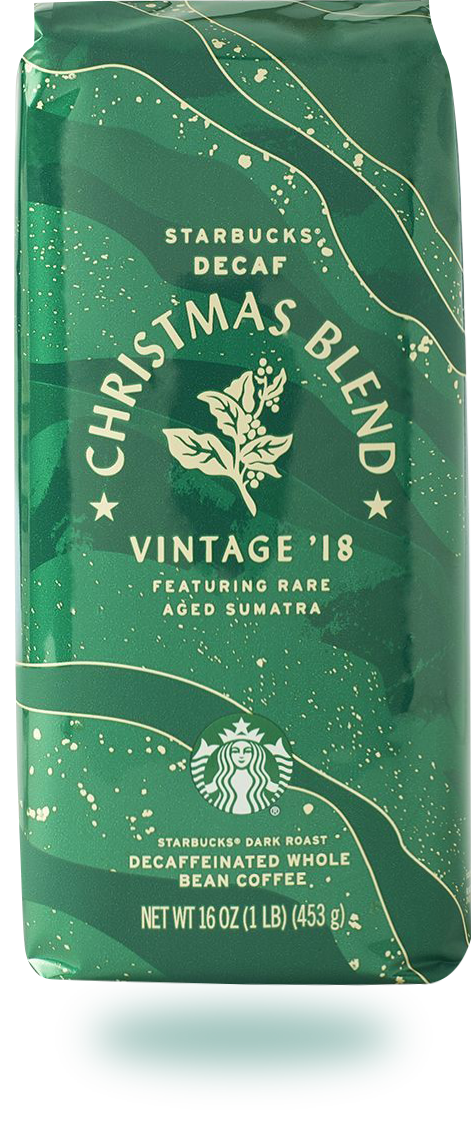 STARBUCKS®
DECAF
CHRISTMAS BLEND
VINTAGE '18
FEATURING RARE
AGED SUMATRA
®
STARBUCKS® DARK ROAST
DECAFFEINATED WHOLE
BEAN COFFEE
NET WT 16 OZ (1 LB) (453 g)